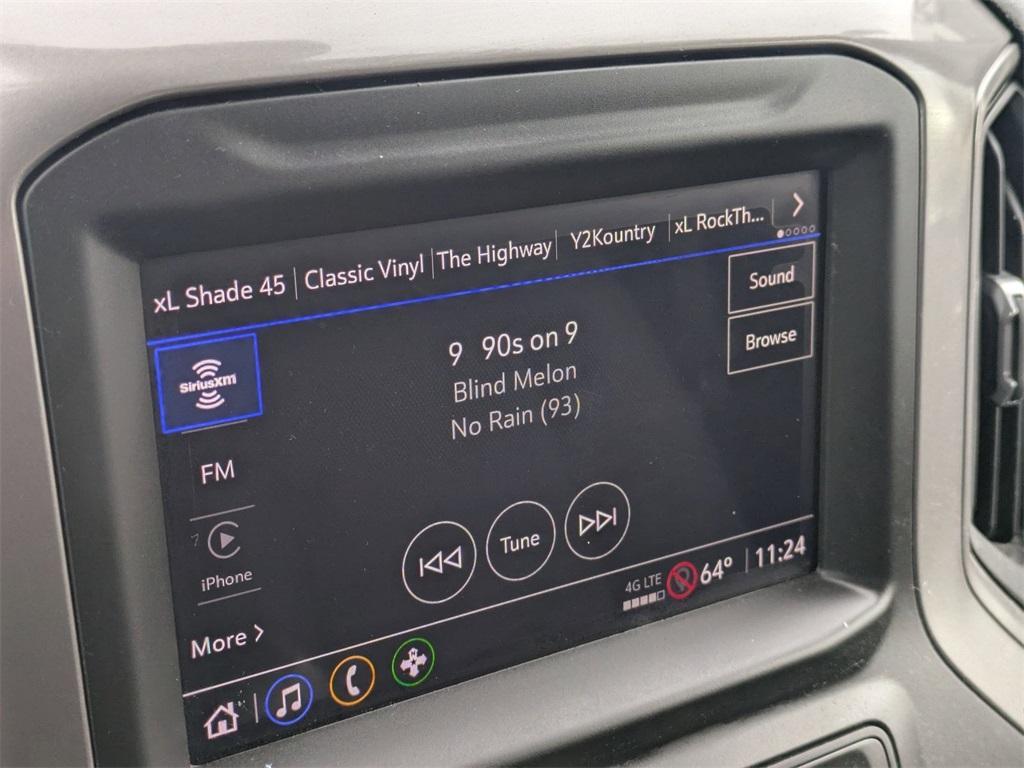 xL Shade 45
Classic Vinyl
The Highway
Y2Kountry
xL RockTh...
Sound
Browse
SiriusXM
9 90s on 9
Blind Melon
No Rain (93)
FM
7
iPhone
Tune
More >
4G LTE
64°
11:24